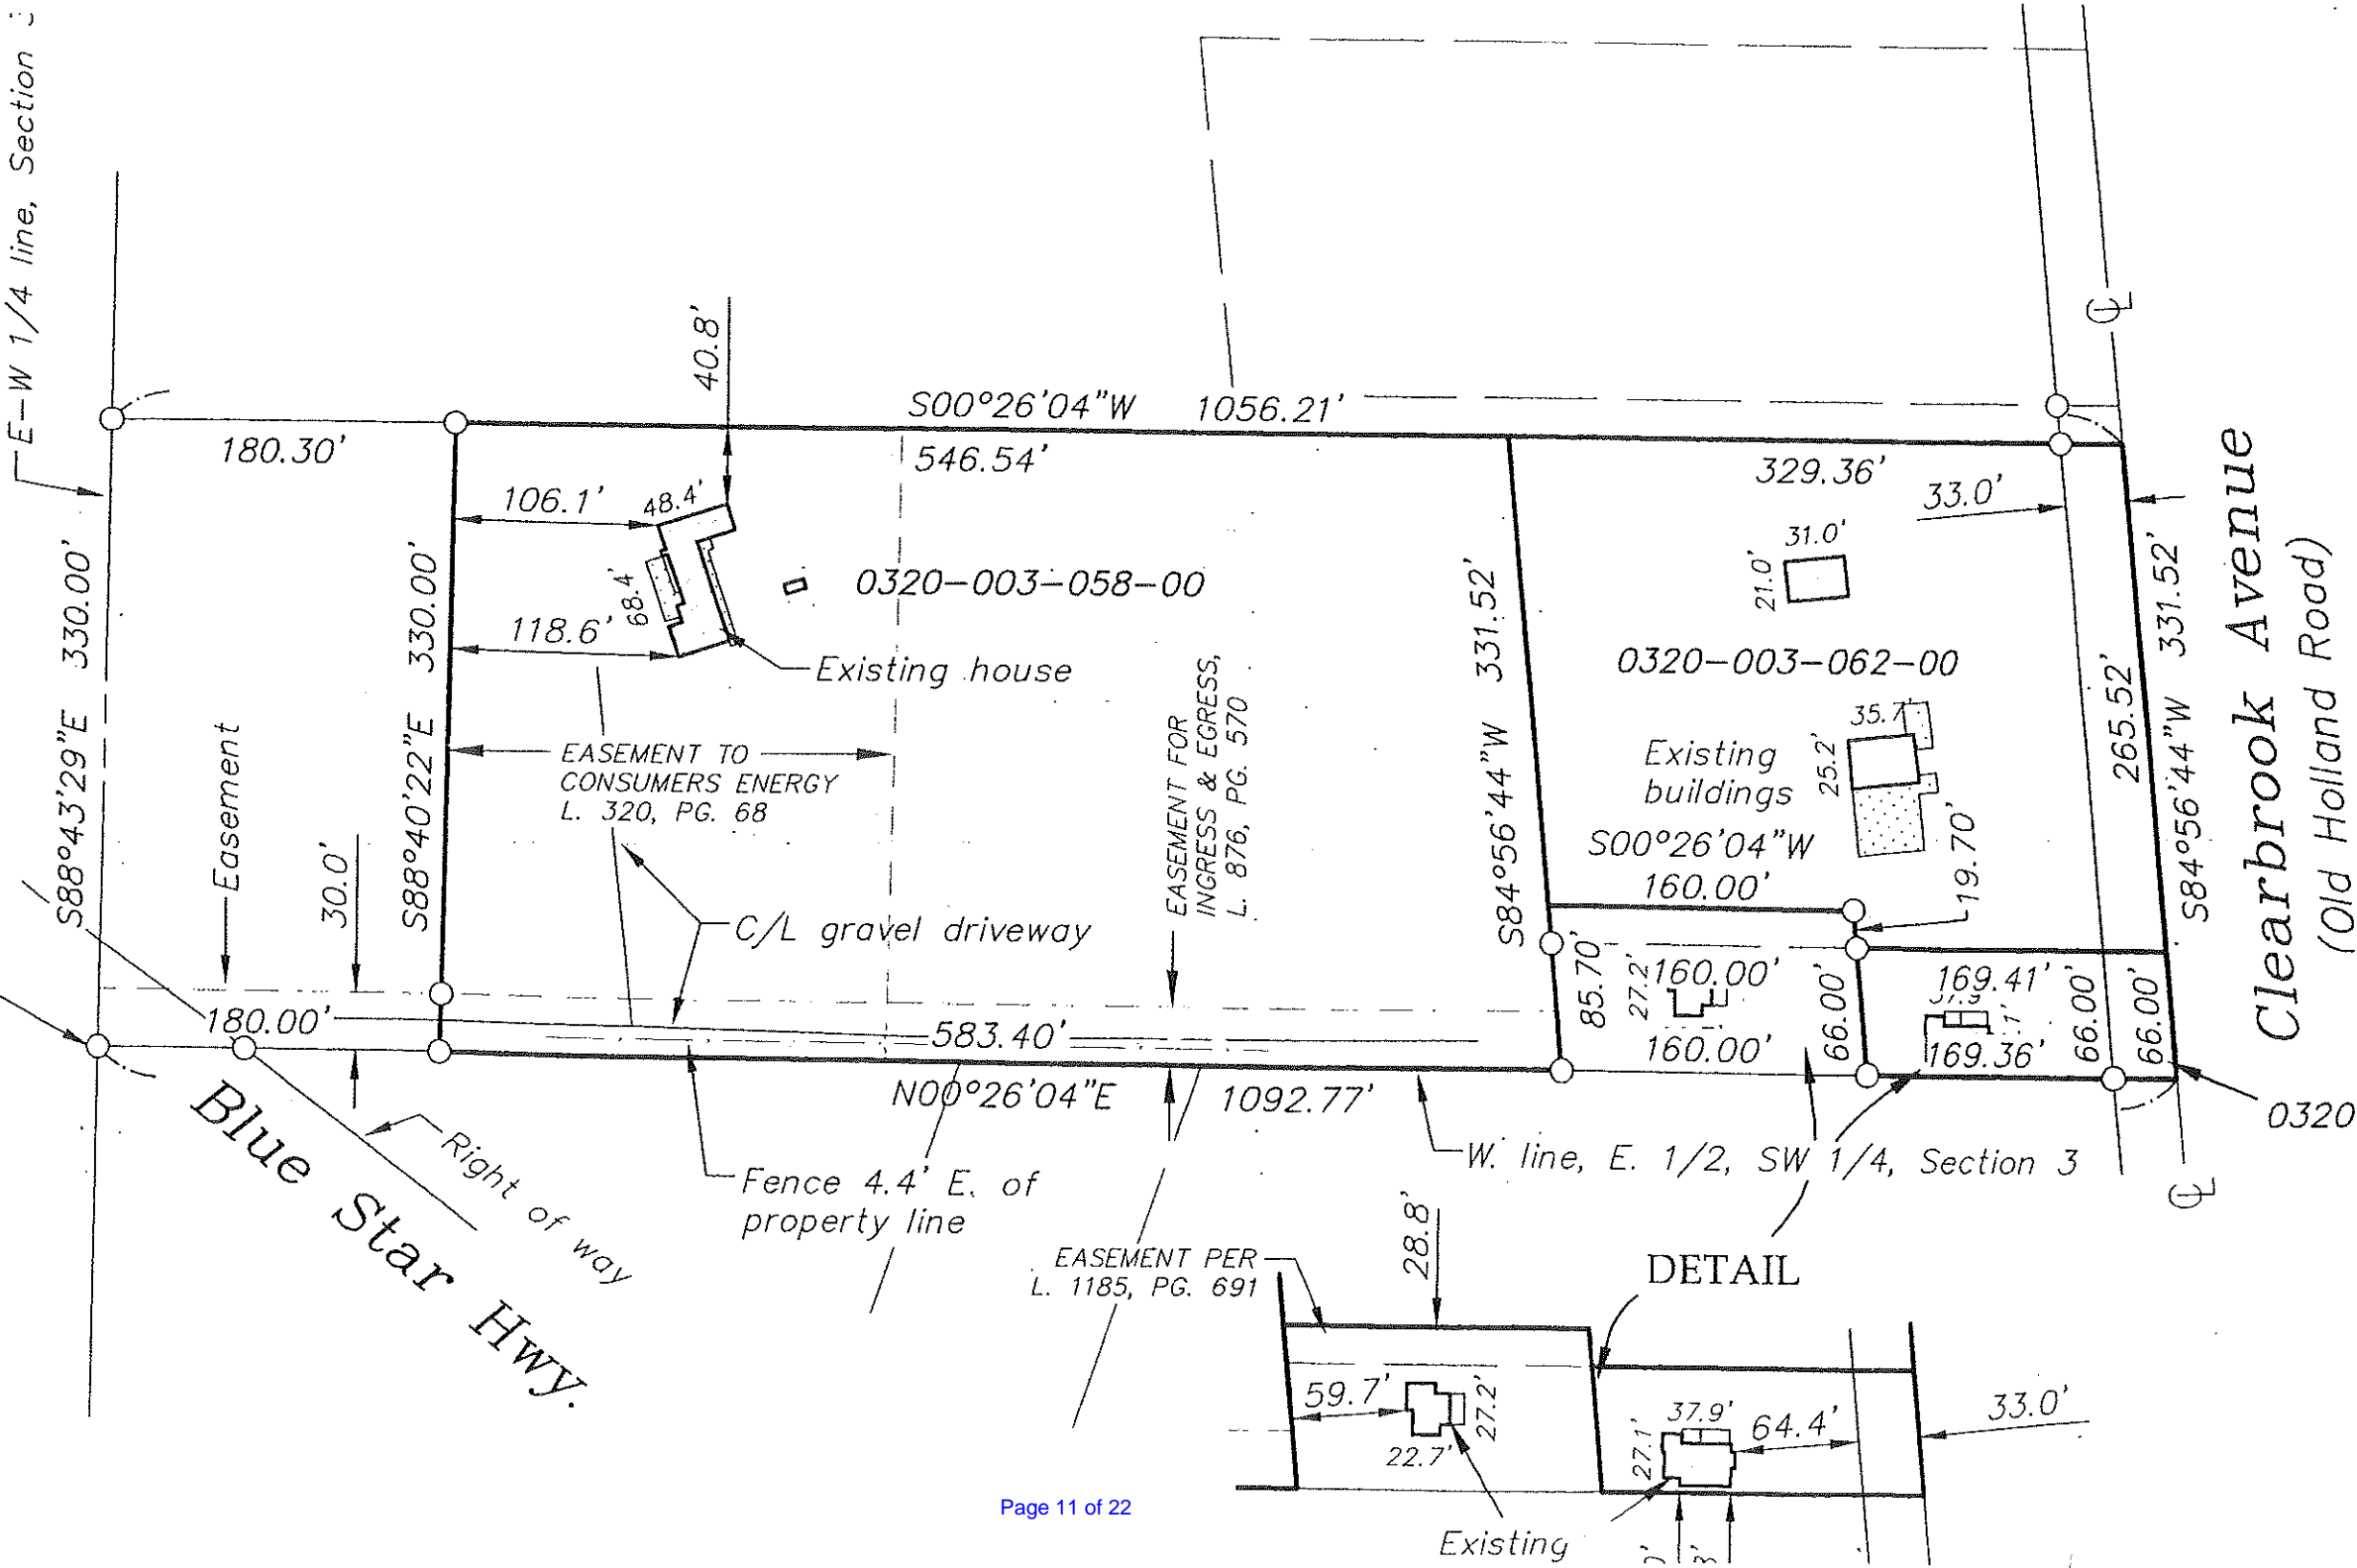 E-W 1/4 line, Section
S88°43'29"E 330.00'
180.30'
S88°40'22"E 330.00'
40.8'
S00°26'04"W 1056.21'
546.54'
329.36'
33.0'
106.1'
48.4'
68.4'
118.6'
0320-003-058-00
Existing house
31.0'
21.0'
0320-003-062-00
S84°56'44"W 331.52'
265.52'
S84°56'44"W 331.52'
Clearbrook Avenue
(Old Holland Road)
Easement
30.0'
EASEMENT TO
CONSUMERS ENERGY
L. 320, PG. 68
EASEMENT FOR
INGRESS & EGRESS,
L. 876, PG. 570
35.7
25.2'
Existing
buildings
S00°26'04"W
160.00'
19.70'
C/L gravel driveway
85.70'
27.2'
160.00'
160.00'
66.00'
169.41'
169.36'
66.00'
66.00'
180.00'
583.40'
N00°26'04"E
1092.77'
0320
W. line, E. 1/2, SW 1/4, Section 3
Blue Star Hwy.
Right of way
Fence 4.4' E. of
property line
EASEMENT PER
L. 1185, PG. 691
28.8'
DETAIL
59.7'
27.2'
22.7'
37.9'
27.1'
64.4'
33.0'
Existing
Page 11 of 22